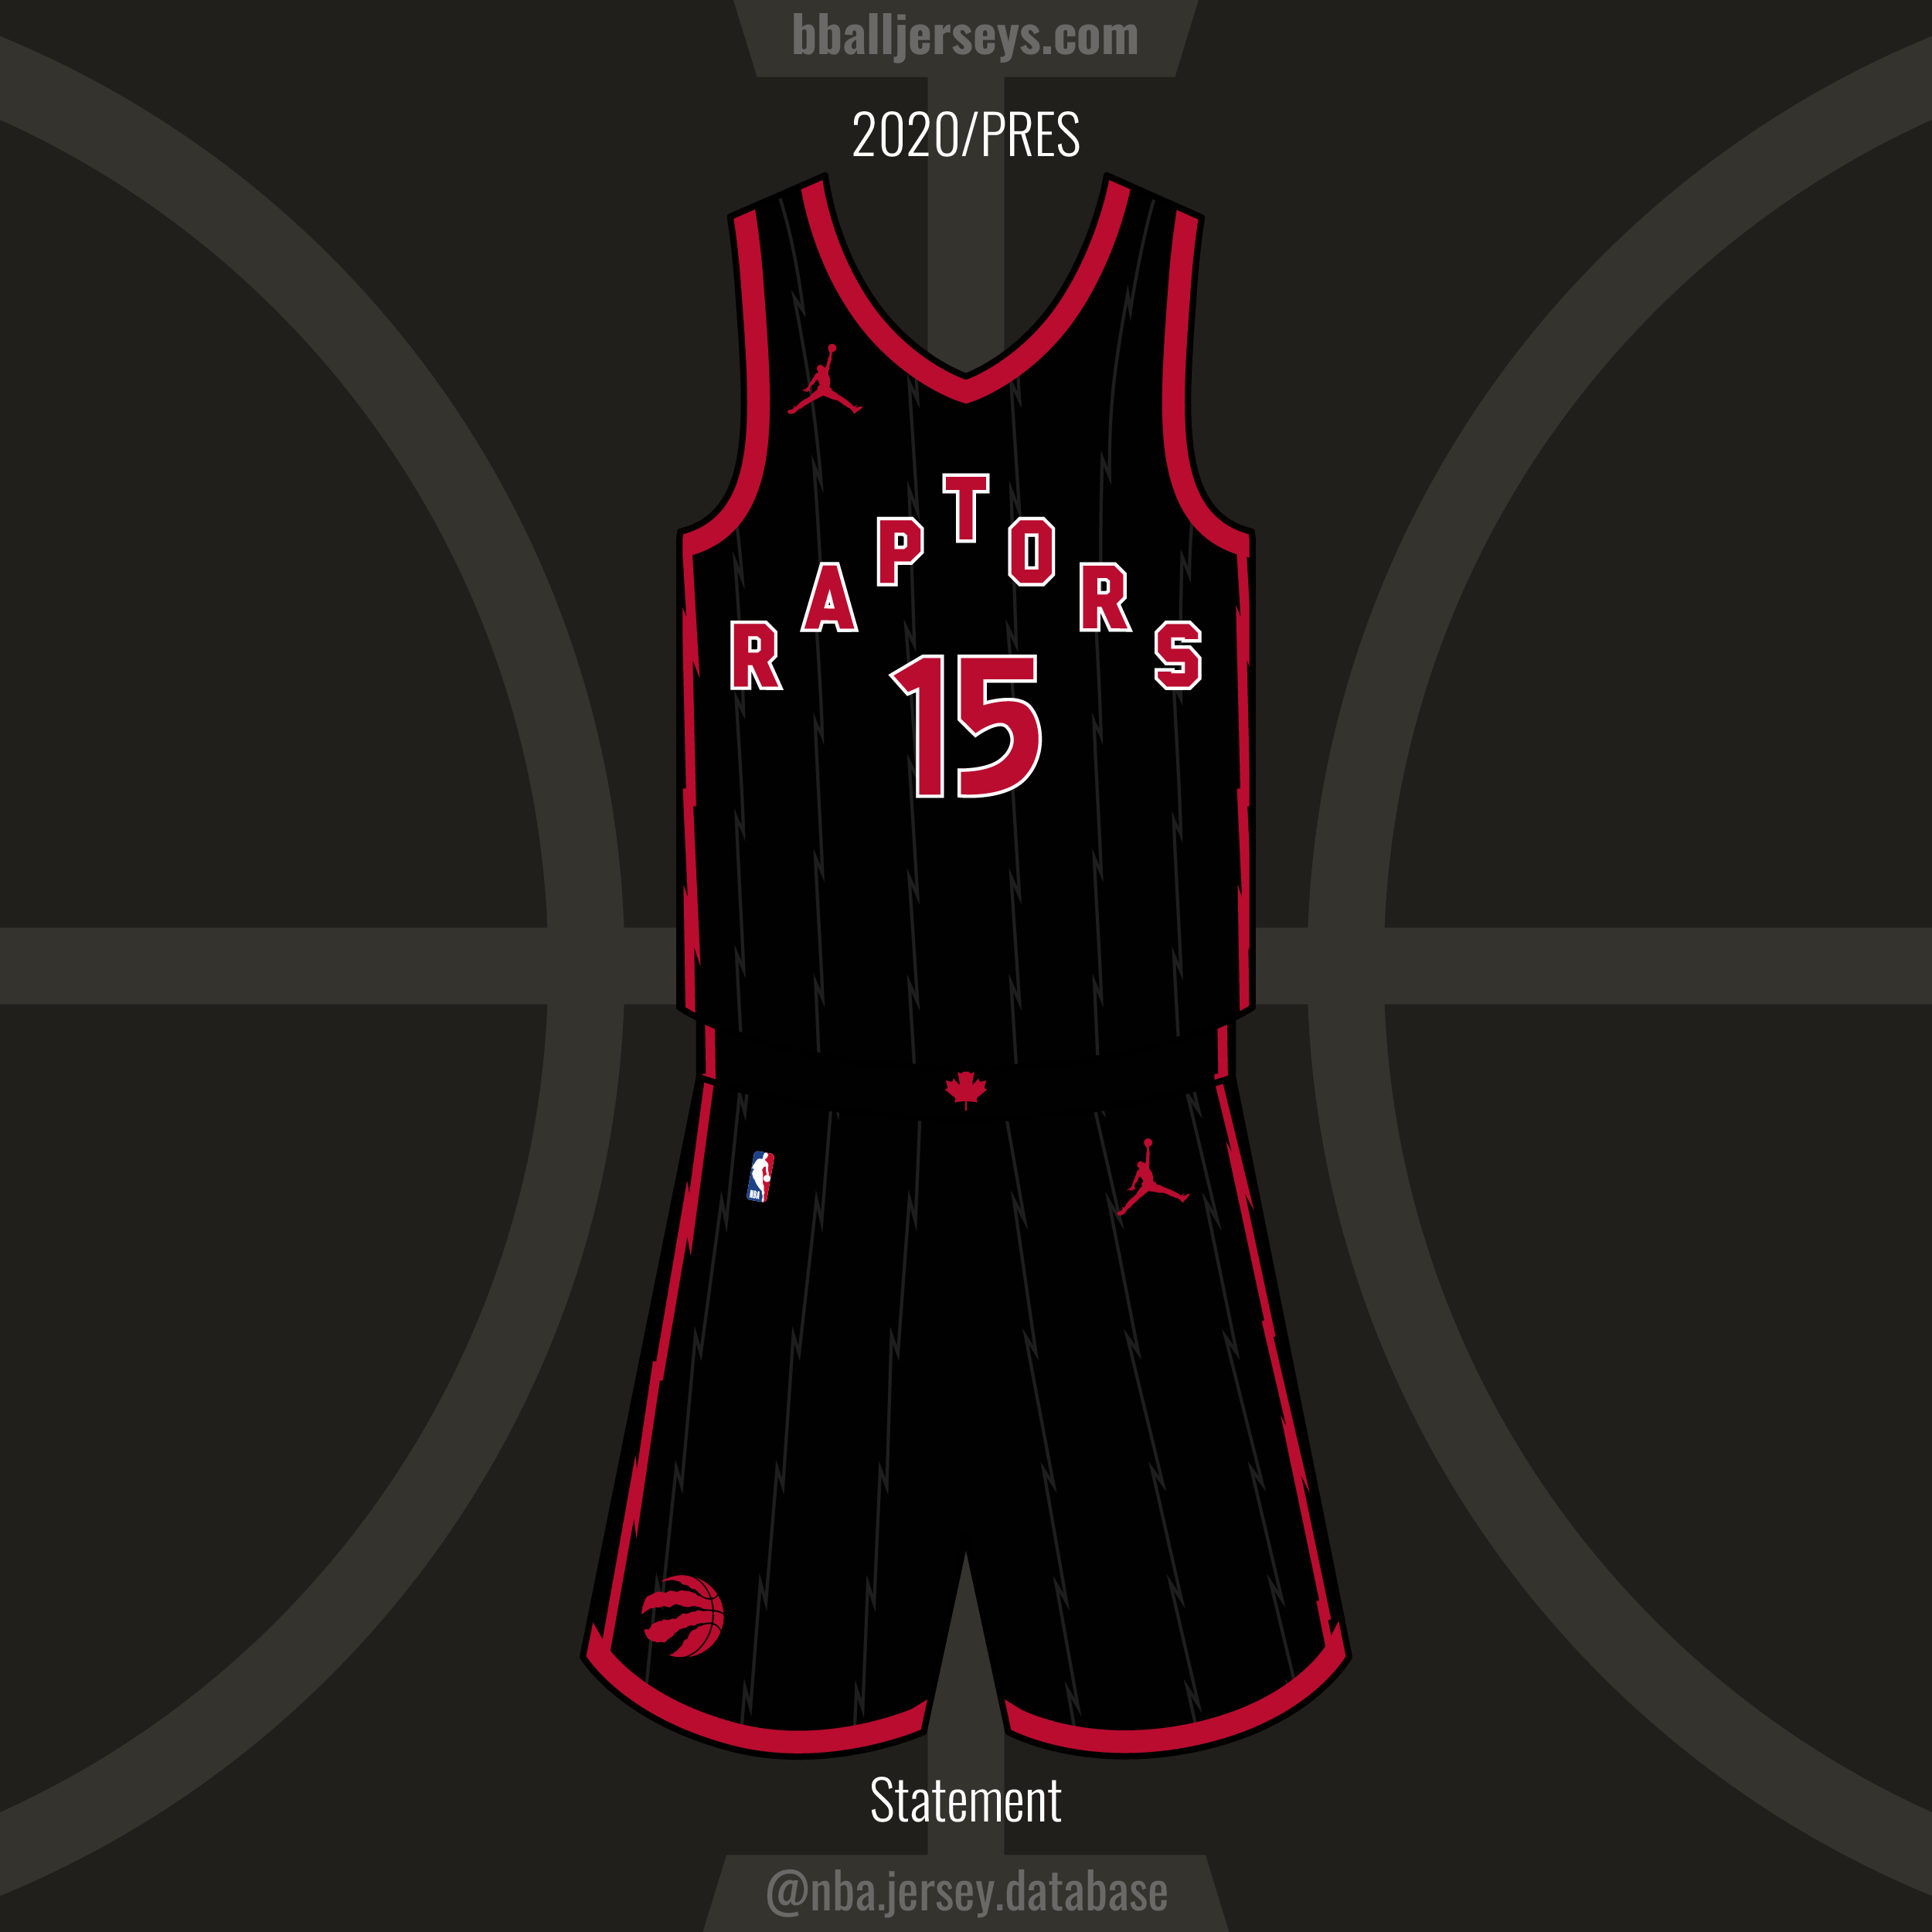 bballjerseys.com
2020/PRES
RAPTORS
15
NBA
Statement
@nba.jersey.database